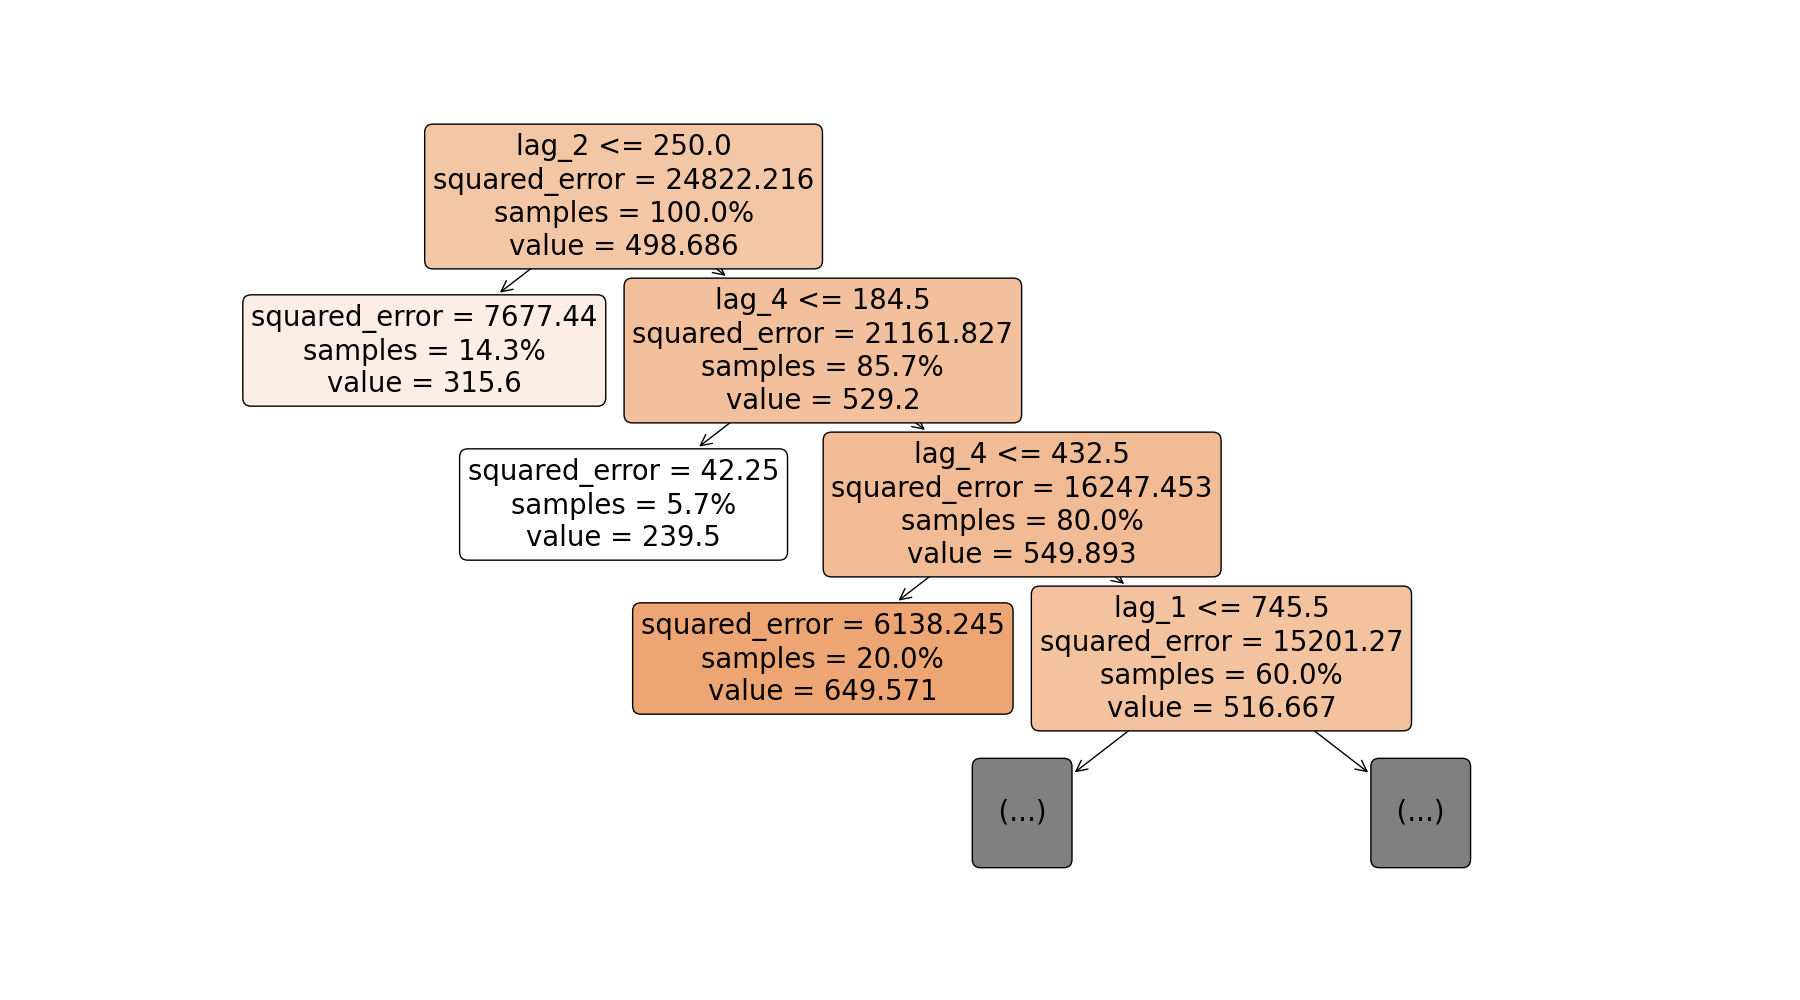 lag_2 <= 250.0
squared_error = 24822.216
samples = 100.0%
value = 498.686
squared_error = 7677.44
samples = 14.3%
value = 315.6
lag_4 <= 184.5
squared_error = 21161.827
samples = 85.7%
value = 529.2
squared_error = 42.25
samples = 5.7%
value = 239.5
lag_4 <= 432.5
squared_error = 16247.453
samples = 80.0%
value = 549.893
squared_error = 6138.245
samples = 20.0%
value = 649.571
lag_1 <= 745.5
squared_error = 15201.27
samples = 60.0%
value = 516.667
(...)
(...)